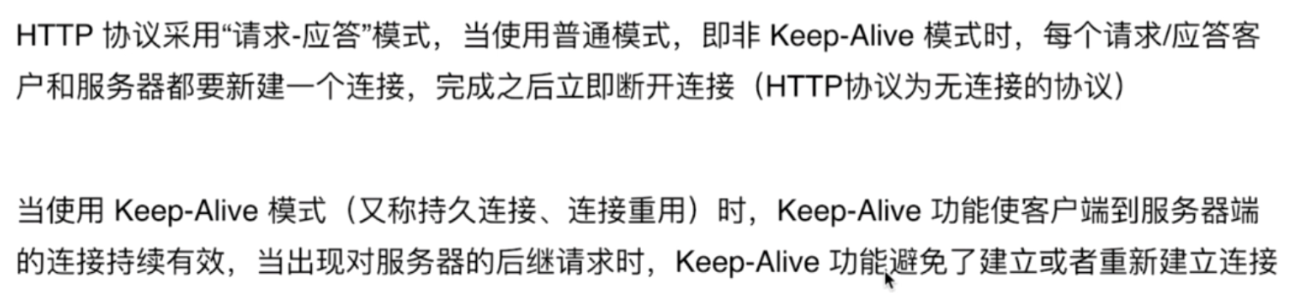 HTTP 协议采用“请求-应答”模式，当使用普通模式，即非 Keep-Alive 模式时，每个请求/应答客
户和服务器都要新建一个连接，完成之后立即断开连接（HTTP协议为无连接的协议）
当使用 Keep-Alive 模式（又称持久连接、连接重用）时，Keep-Alive 功能使客户端到服务器端
的连接持续有效，当出现对服务器的后继请求时，Keep-Alive 功能避免了建立或者重新建立连接